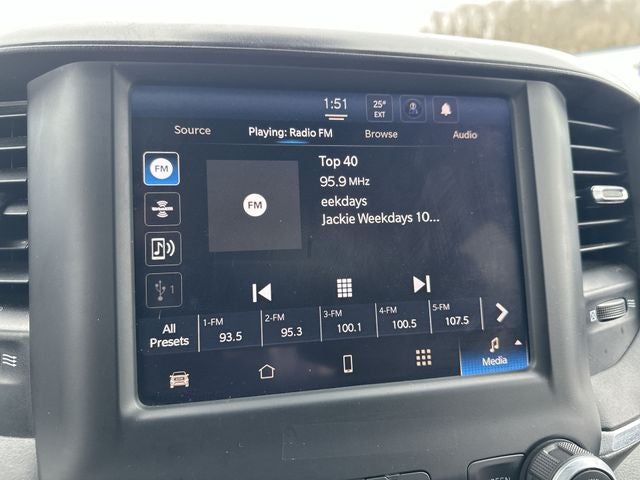 1:51
25°
EXT
Source Playing: Radio FM Browse Audio
FM
Top 40
95.9 MHz
FM
eekdays
Jackie Weekdays 10...
1
All
Presets
1-FM 2-FM 3-FM 4-FM 5-FM
93.5 95.3 100.1 100.5 107.5
Media